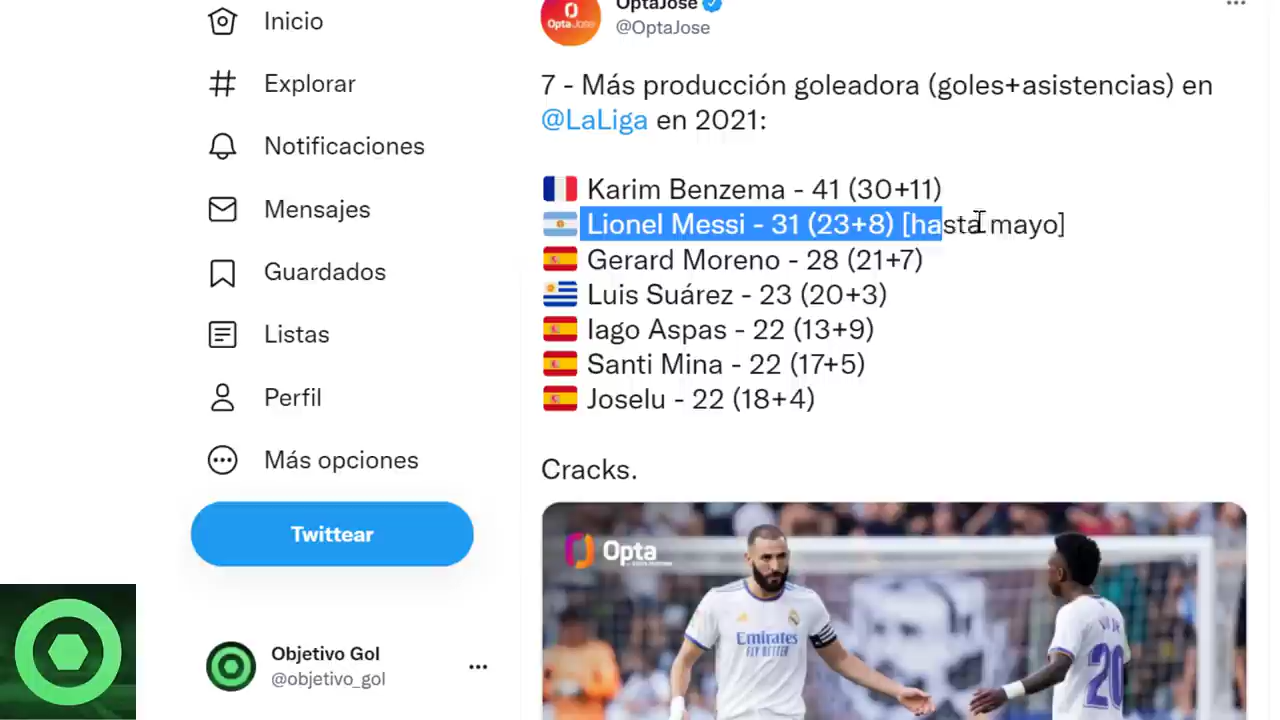 Inicio
Explorar
Notificaciones
Mensajes
Guardados
Listas
Perfil
Más opciones
Twittear
Objetivo Gol
@objetivo_gol
OptaJose
@OptaJose
7 - Más producción goleadora (goles+asistencias) en
@LaLiga en 2021:
Karim Benzema - 41 (30+11)
Lionel Messi - 31 (23+8) [hasta mayo]
Gerard Moreno - 28 (21+7)
Luis Suárez - 23 (20+3)
Iago Aspas - 22 (13+9)
Santi Mina - 22 (17+5)
Joselu - 22 (18+4)
Cracks.
Opta
Emirates
FLY BETTER
20